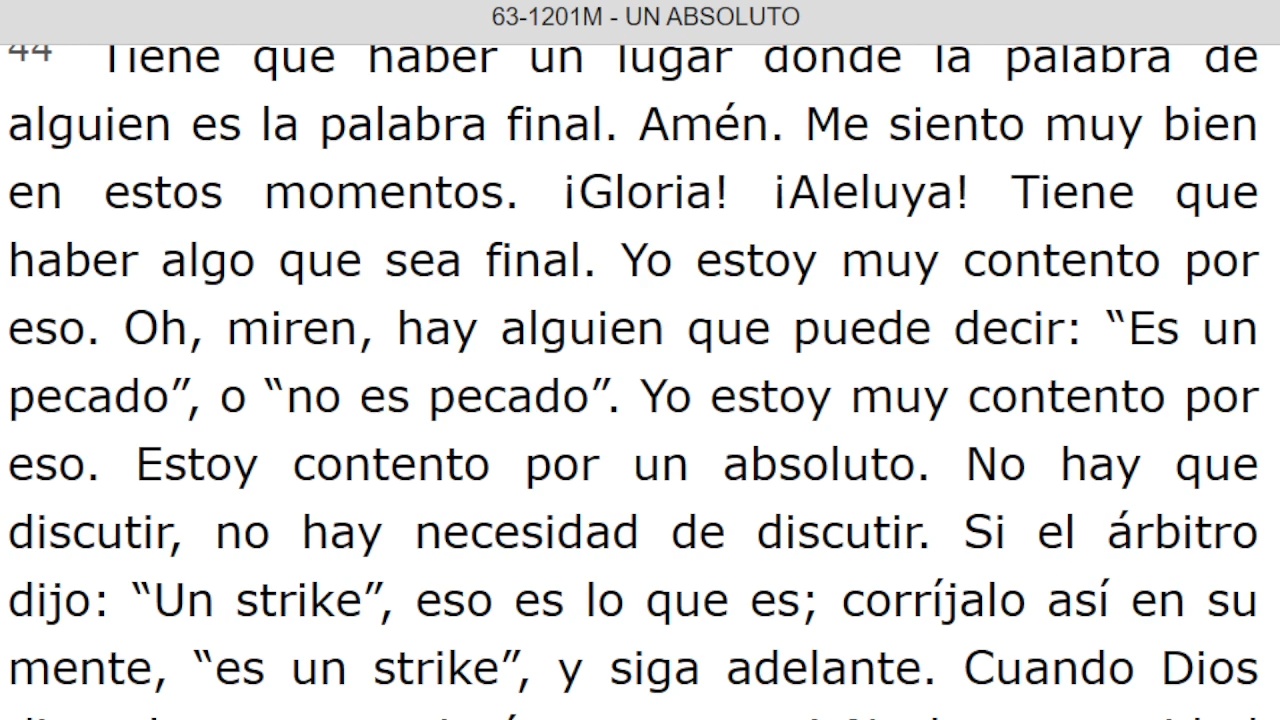 63-1201M - UN ABSOLUTO
44 Tiene que haber un lugar donde la palabra de
alguien es la palabra final. Amén. Me siento muy bien
en estos momentos. ¡Gloria! ¡Aleluya! Tiene que
haber algo que sea final. Yo estoy muy contento por
eso. Oh, miren, hay alguien que puede decir: “Es un
pecado”, o “no es pecado”. Yo estoy muy contento por
eso. Estoy contento por un absoluto. No hay que
discutir, no hay necesidad de discutir. Si el árbitro
dijo: “Un strike”, eso es lo que es; corríjalo así en su
mente, “es un strike”, y siga adelante. Cuando Dios